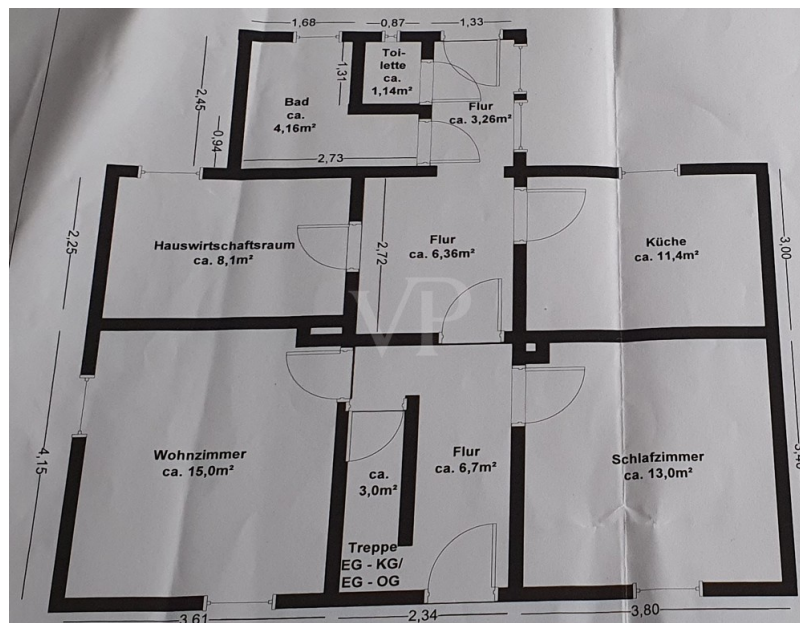 1,68
0,87
1,33
Toi-
lette
ca.
1,14m²
1,31
2,45
Bad
ca.
4,16m²
Flur
ca. 3,26m²
0,94
2,73
2,25
Hauswirtschaftsraum
ca. 8,1m²
2,72
Flur
ca. 6,36m²
Küche
ca. 11,4m²
3,00
VP
4,15
Wohnzimmer
ca. 15,0m²
ca.
3,0m²
Flur
ca. 6,7m²
Schlafzimmer
ca. 13,0m²
Treppe
EG - KG/
EG - OG
3,61
2,34
3,80